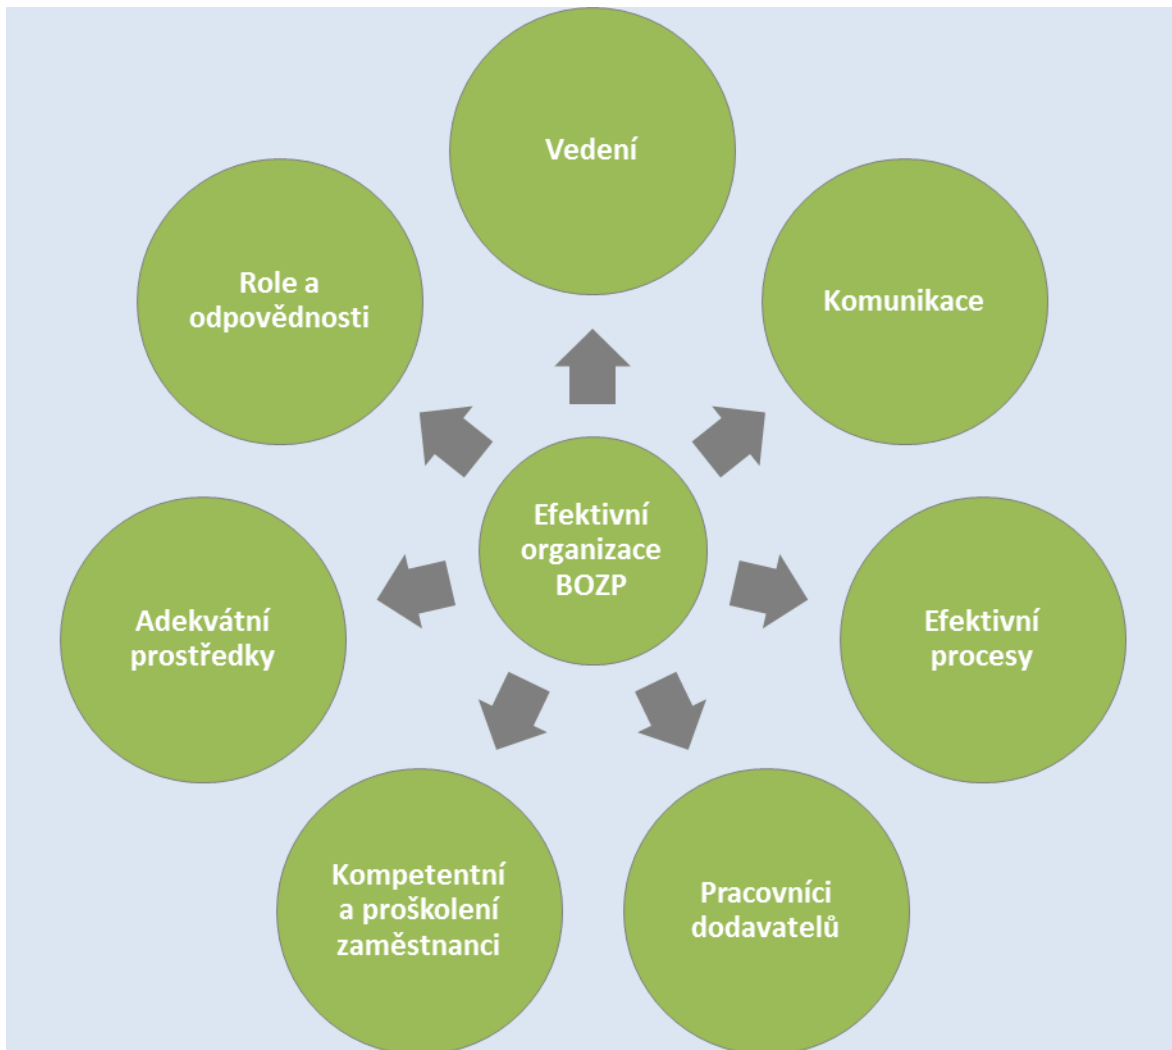 Vedení
Role a
odpovědnosti
Komunikace
Efektivní
organizace
BOZP
Adekvátní
prostředky
Efektivní
procesy
Kompetentní
a proškolení
zaměstnanci
Pracovníci
dodavatelů